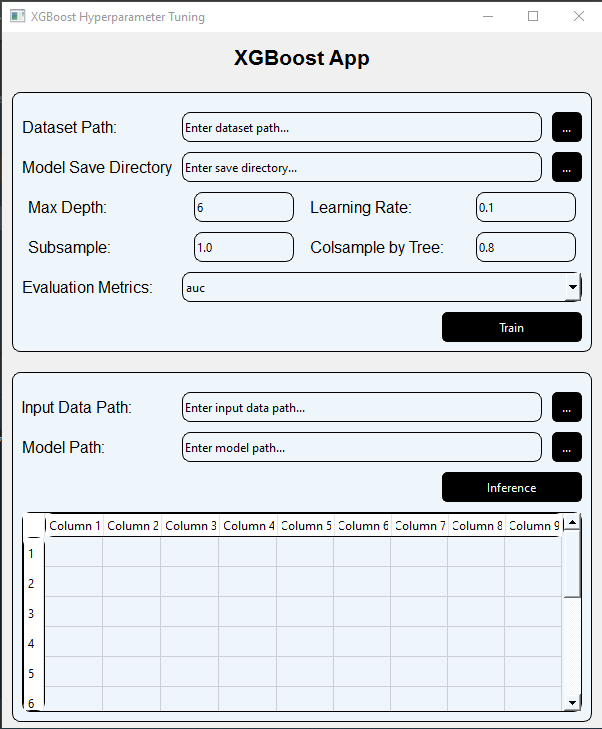 XGBoost Hyperparameter Tuning
XGBoost App
Dataset Path: Enter dataset path... ...
Model Save Directory Enter save directory... ...
Max Depth: 6 Learning Rate: 0.1
Subsample: 1.0 Colsample by Tree: 0.8
Evaluation Metrics: auc
Train
Input Data Path: Enter input data path... ...
Model Path: Enter model path... ...
Inference
Column 1 Column 2 Column 3 Column 4 Column 5 Column 6 Column 7 Column 8 Column 9
1
2
3
4
5
6